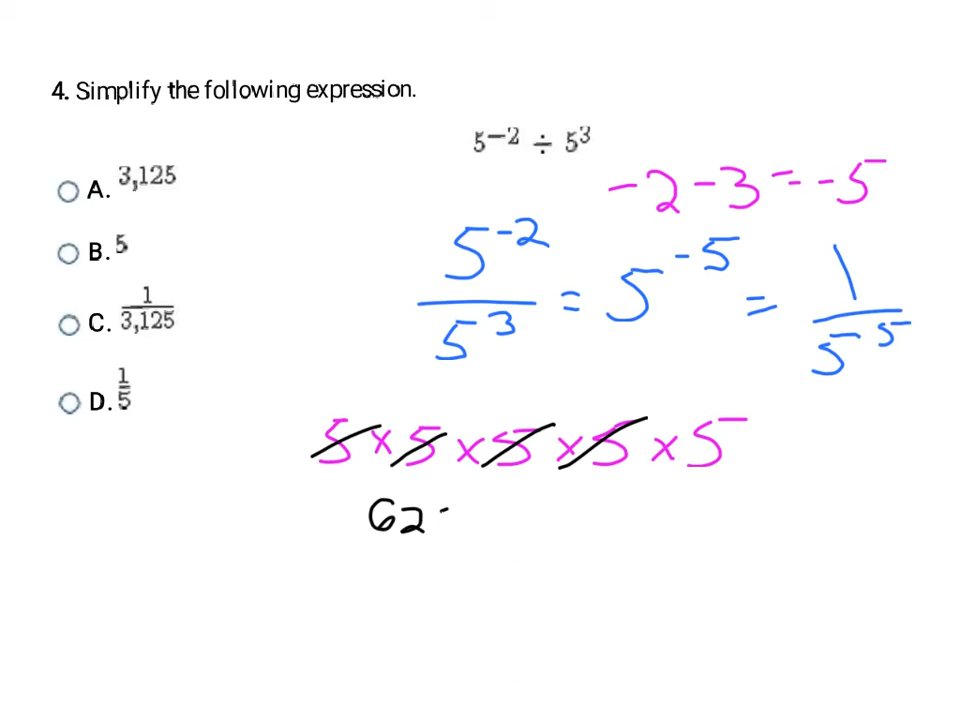 4. Simplify the following expression.
5⁻² ÷ 5³
A. 3,125
B. 5
C. 1/3,125
D. 1/5
-2 - 3 = -5
5⁻²/5³ = 5⁻⁵ = 1/5⁵
5 × 5 × 5 × 5 × 5
62